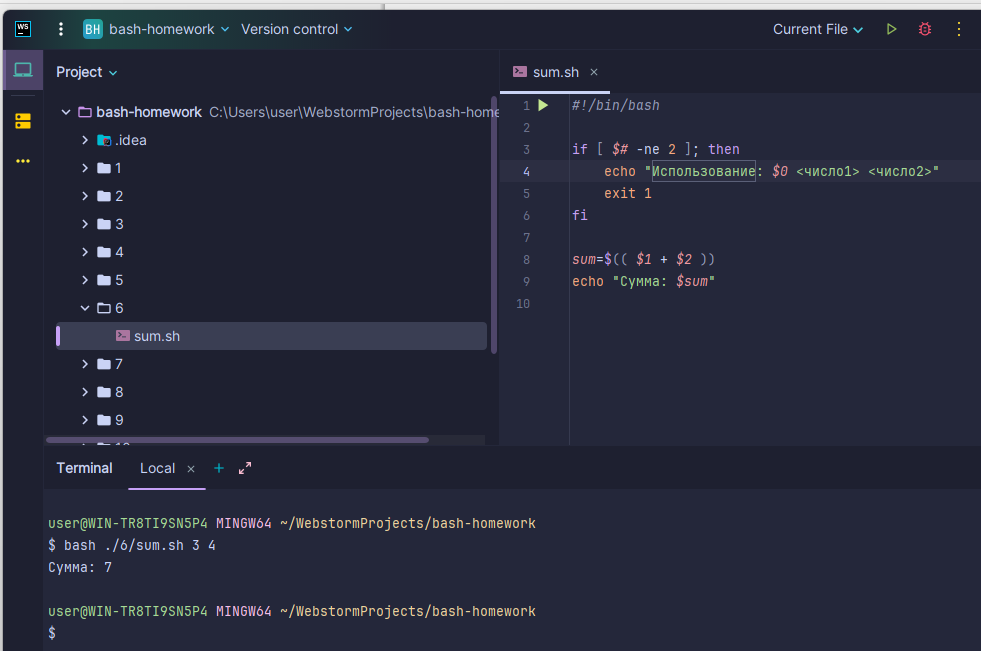 WS
BH bash-homework Version control Current File
Project
sum.sh
bash-homework C:\Users\user\WebstormProjects\bash-home
.idea
1
2
3
4
5
6
sum.sh
7
8
9
1 #!/bin/bash
2
3 if [ $# -ne 2 ]; then
4 echo "Использование: $0 <число1> <число2>"
5 exit 1
6 fi
7
8 sum=$(( $1 + $2 ))
9 echo "Сумма: $sum"
10
Terminal Local
user@WIN-TR8TI9SN5P4 MINGW64 ~/WebstormProjects/bash-homework
$ bash ./6/sum.sh 3 4
Сумма: 7
user@WIN-TR8TI9SN5P4 MINGW64 ~/WebstormProjects/bash-homework
$